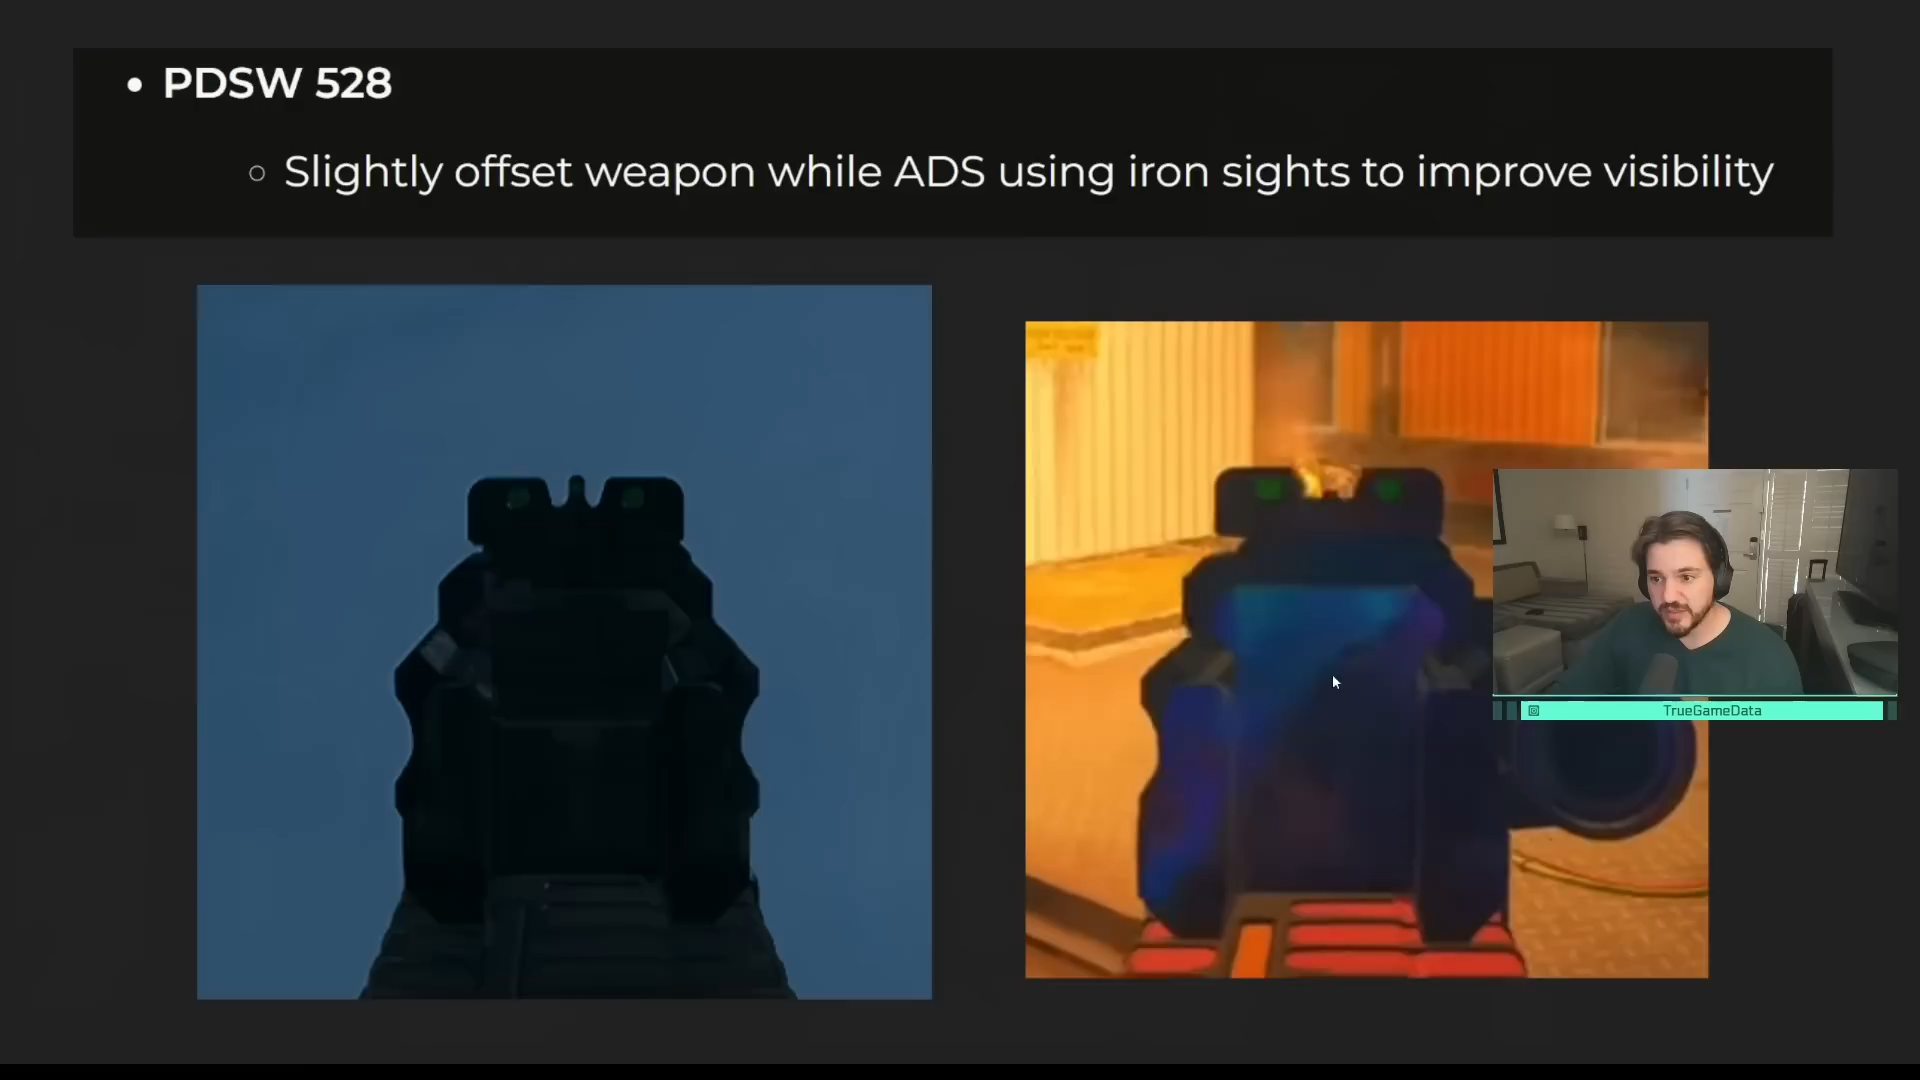 PDSW 528
Slightly offset weapon while ADS using iron sights to improve visibility
TrueGameData